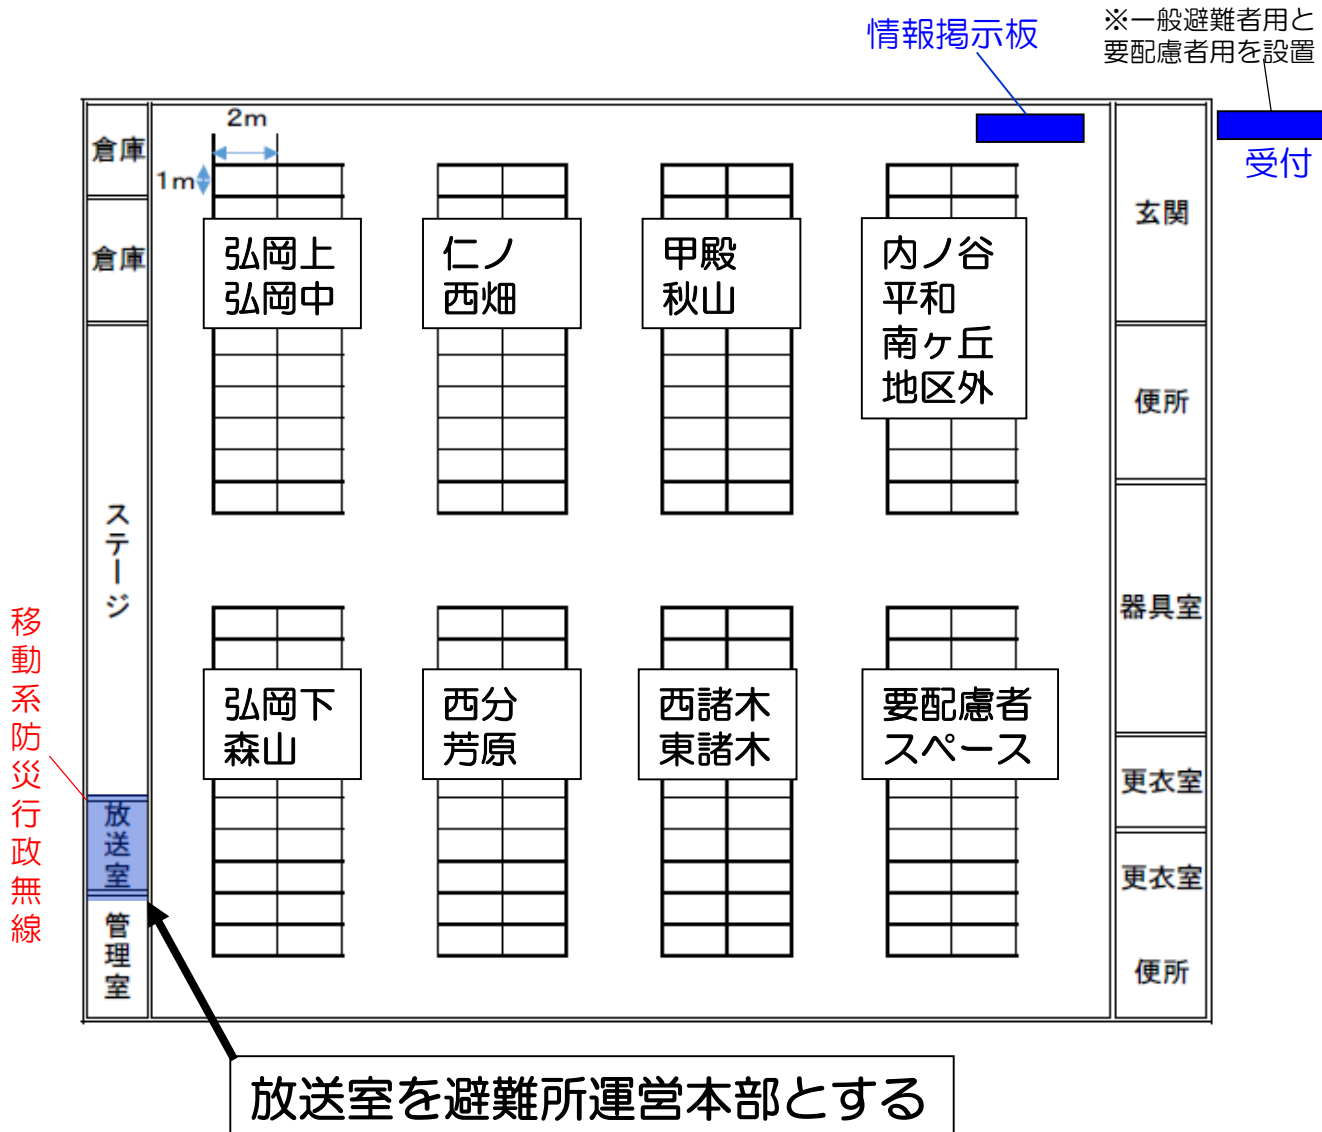 情報掲示板
※一般避難者用と
要配慮者用を設置
受付
2m
1m
倉庫
倉庫
ステージ
放送室
管理室
移動系防災行政無線
弘岡上
弘岡中
仁ノ
西畑
甲殿
秋山
内ノ谷
平和
南ヶ丘
地区外
弘岡下
森山
西分
芳原
西諸木
東諸木
要配慮者
スペース
玄関
便所
器具室
更衣室
更衣室
便所
放送室を避難所運営本部とする